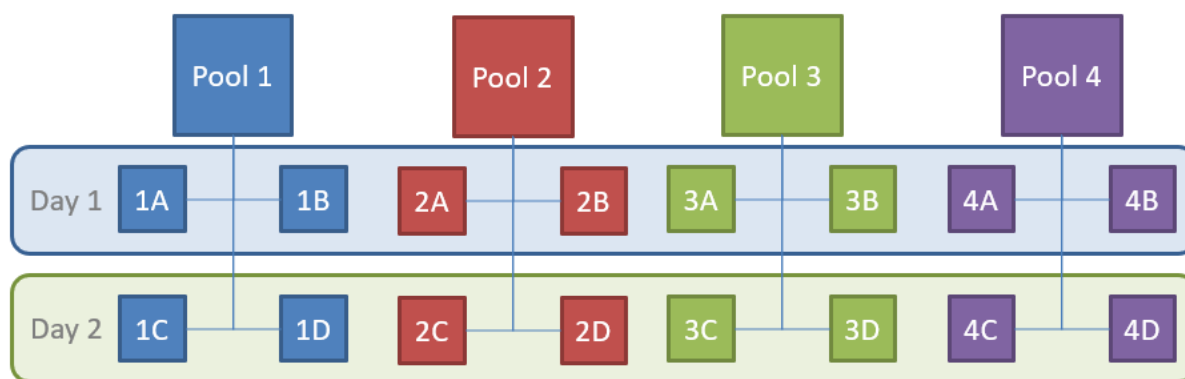 Pool 1 Pool 2 Pool 3 Pool 4
Day 1 1A 1B 2A 2B 3A 3B 4A 4B
Day 2 1C 1D 2C 2D 3C 3D 4C 4D